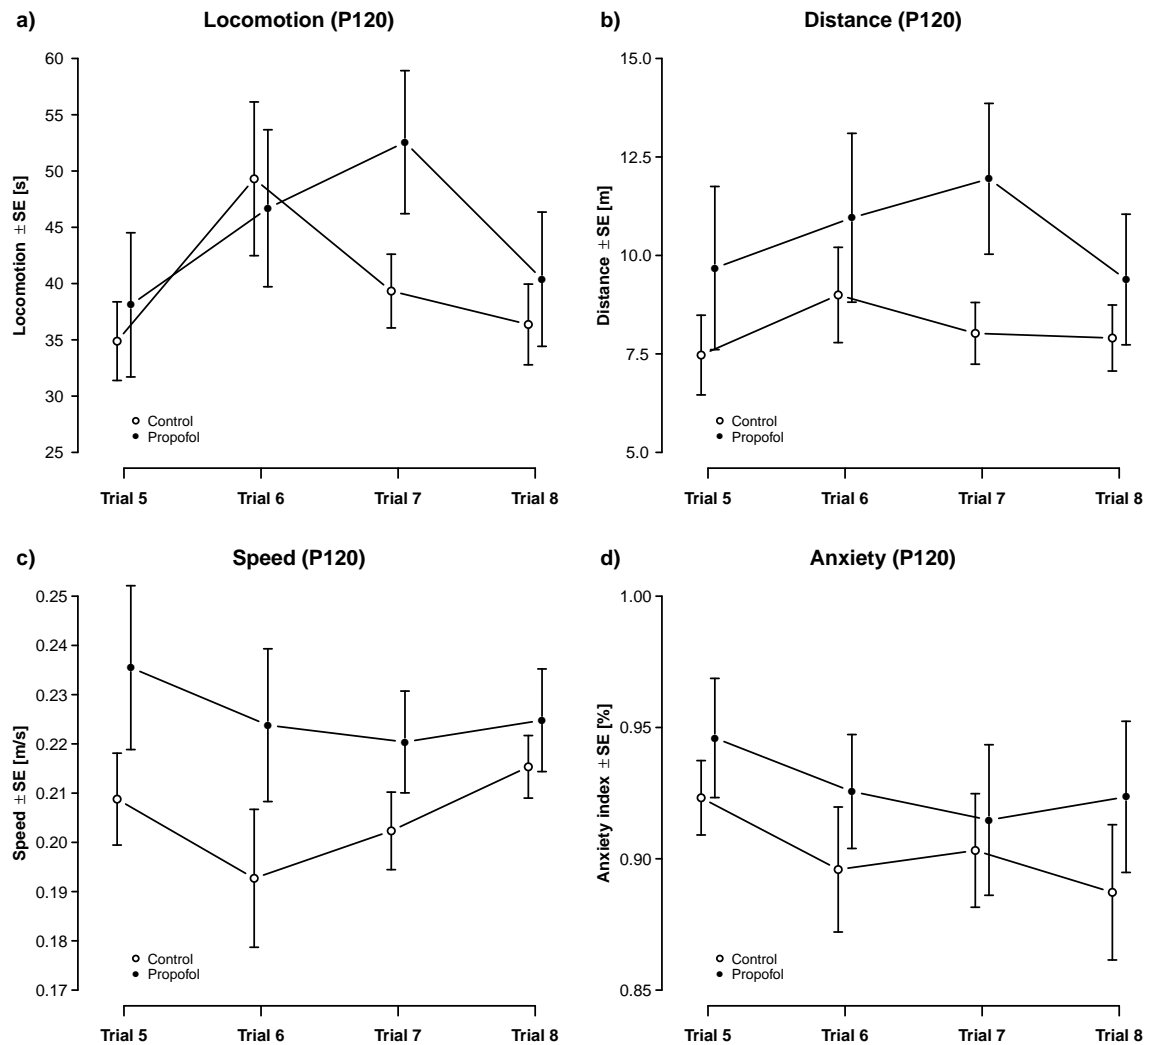 a) Locomotion (P120)
Locomotion ± SE [s]
60
55
50
45
40
35
30
25
Control
Propofol
Trial 5 Trial 6 Trial 7 Trial 8
b) Distance (P120)
Distance ± SE [m]
15.0
12.5
10.0
7.5
5.0
Control
Propofol
Trial 5 Trial 6 Trial 7 Trial 8
c) Speed (P120)
Speed ± SE [m/s]
0.25
0.24
0.23
0.22
0.21
0.20
0.19
0.18
0.17
Control
Propofol
Trial 5 Trial 6 Trial 7 Trial 8
d) Anxiety (P120)
Anxiety index ± SE [%]
1.00
0.95
0.90
0.85
Control
Propofol
Trial 5 Trial 6 Trial 7 Trial 8